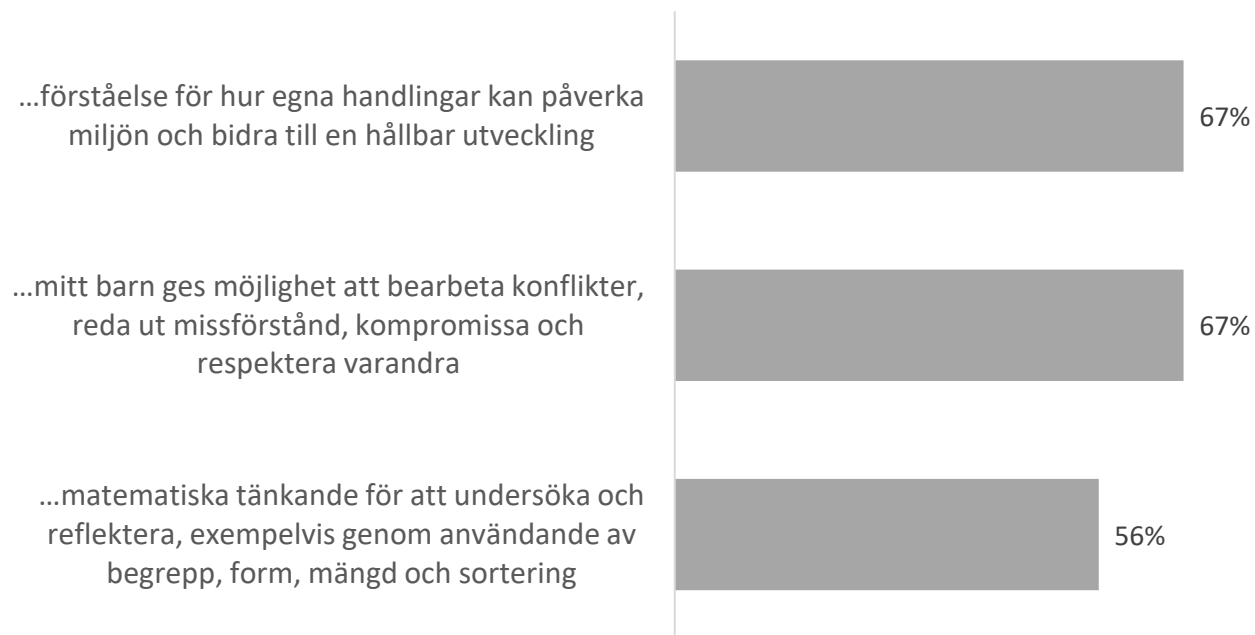 ...förståelse för hur egna handlingar kan påverka
miljön och bidra till en hållbar utveckling
67%
...mitt barn ges möjlighet att bearbeta konflikter,
reda ut missförstånd, kompromissa och
respektera varandra
67%
...matematiska tänkande för att undersöka och
reflektera, exempelvis genom användande av
begrepp, form, mängd och sortering
56%